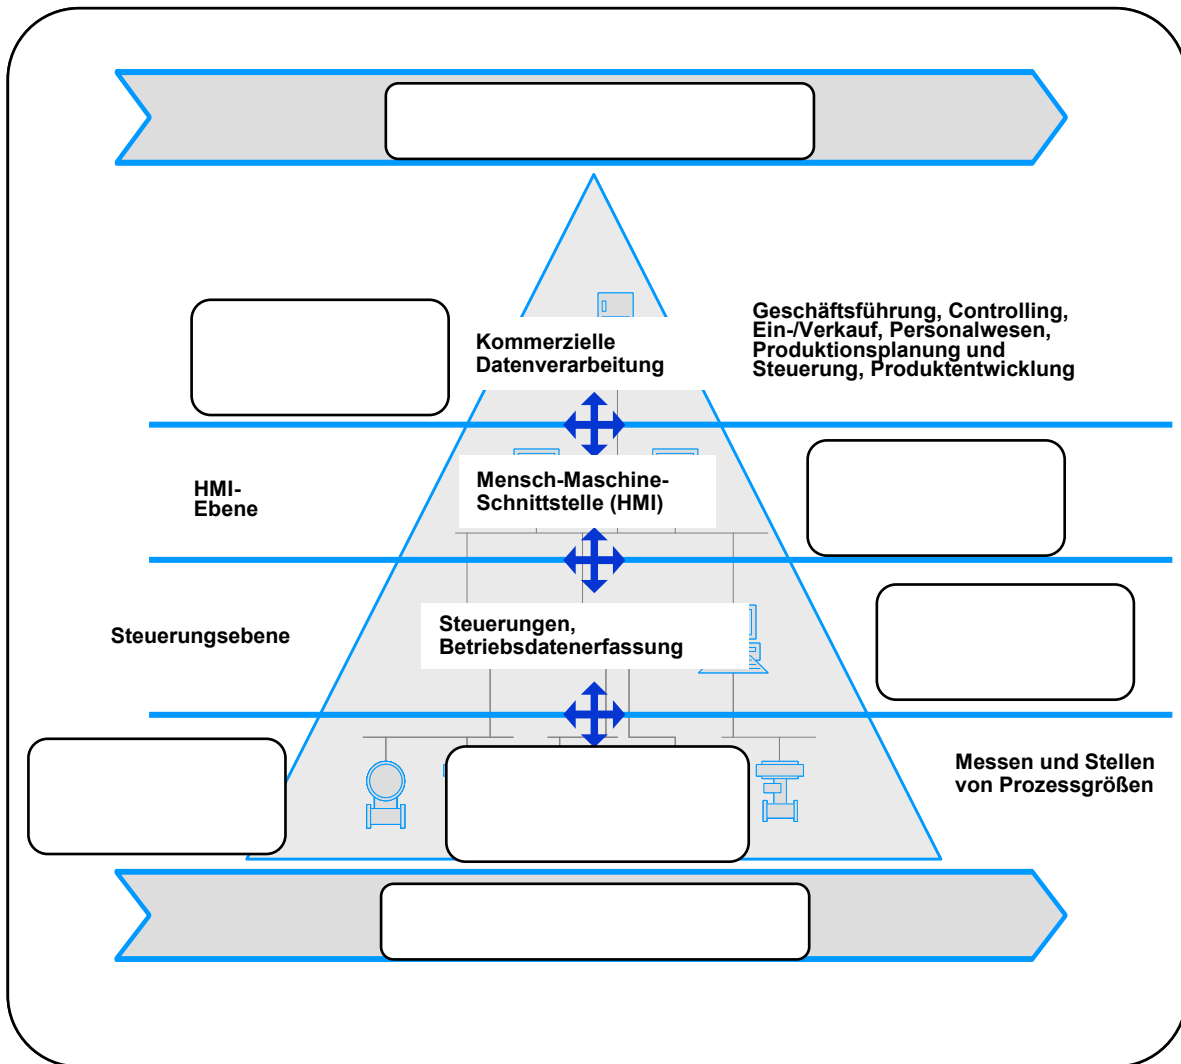 Kommerzielle
Datenverarbeitung
Geschäftsführung, Controlling,
Ein-/Verkauf, Personalwesen,
Produktionsplanung und
Steuerung, Produktentwicklung
HMI-
Ebene
Mensch-Maschine-
Schnittstelle (HMI)
Steuerungsebene
Steuerungen,
Betriebsdatenerfassung
Messen und Stellen
von Prozessgrößen